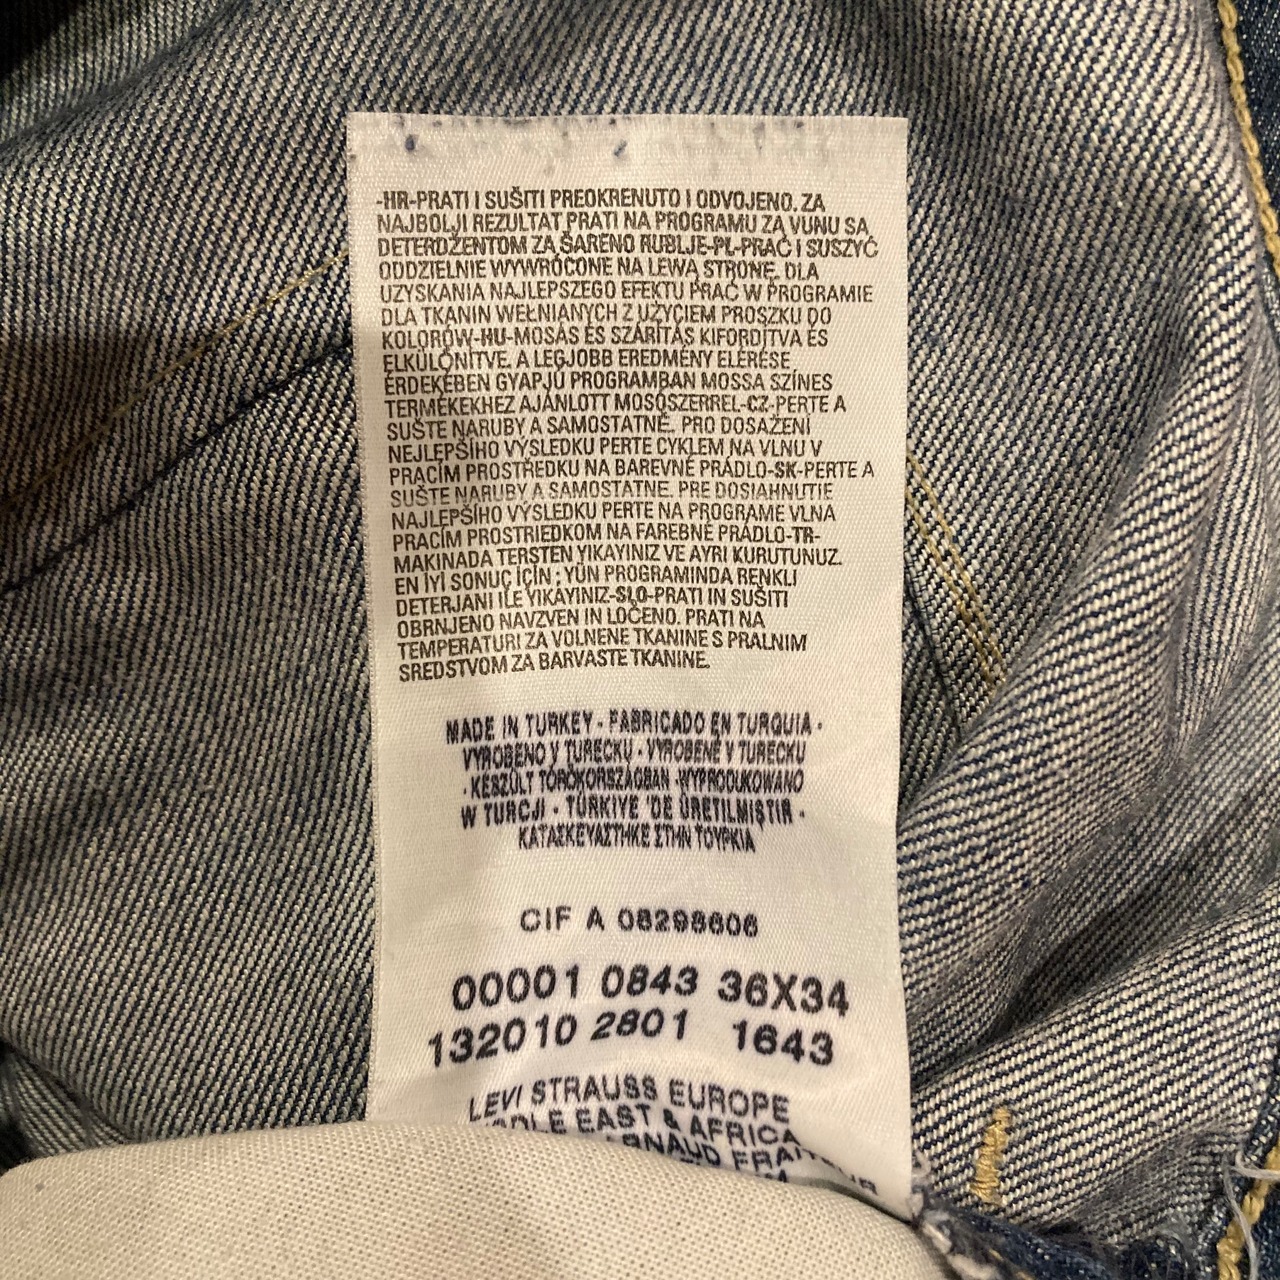 -HR-PRATI I SUŠITI PREOKRENUTO I ODVOJENO. ZA
NAJBOLJI REZULTAT PRATI NA PROGRAMU ZA VUNU SA
DETERDŽENTOM ZA ŠARENO RUBLJE-PL-PRAĆ I SUSZYĆ
ODDZIELNIE WYWRÓCONE NA LEWĄ STRONĘ. DLA
UZYSKANIA NAJLEPSZEGO EFEKTU PRAĆ W PROGRAMIE
DLA TKANIN WEŁNIANYCH Z UŻYCIEM PROSZKU DO
KOLORÓW-HU-MOSÁS ÉS SZÁRÍTÁS KIFORDÍTVA ÉS
ELKÜLÖNÍTVE. A LEGJOBB EREDMÉNY ELÉRÉSE
ÉRDEKÉBEN GYAPJÚ PROGRAMBAN MOSSA SZÍNES
TERMÉKEKHEZ AJÁNLOTT MOSÓSZERREL-CZ-PERTE A
SUŠTE NARUBY A SAMOSTATNĚ. PRO DOSAŽENÍ
NEJLEPŠÍHO VÝSLEDKU PERTE CYKLEM NA VLNU V
PRACÍM PROSTŘEDKU NA BAREVNÉ PRÁDLO-SK-PERTE A
SUŠTE NARUBY A SAMOSTATNE. PRE DOSIAHNUTIE
NAJLEPŠIHO VÝSLEDKU PERTE NA PROGRAME VLNA
PRACÍM PROSTRIEDKOM NA FAREBNÉ PRÁDLO-TR-
MAKINADA TERSTEN YIKAYINIZ VE AYRI KURUTUNUZ.
EN İYİ SONUÇ İÇİN ; YÜN PROGRAMINDA RENKLI
DETERJANI ILE YIKAYINIZ-SLO-PRATI IN SUŠITI
OBRNJENO NAVZVEN IN LOČENO. PRATI NA
TEMPERATURI ZA VOLNENE TKANINE S PRALNIM
SREDSTVOM ZA BARVASTE TKANINE.
MADE IN TURKEY - FABRICADO EN TURQUIA -
VYROBENO V TURECKU - VYROBENÉ V TURECKU
- KÉSZÜLT TÖRÖKORSZÁGBAN -WYPRODUKOWANO
W TURCJI - TÜRKİYE 'DE ÜRETİLMİŞTİR -
ΚΑΤΑΣΚΕΥΑΣΤΗΚΕ ΣΤΗΝ ΤΟΥΡΚΙΑ
CIF A 08298606
00001 0843 36X34
132010 2801 1643
LEVI STRAUSS EUROPE
EAST & AFRICA
FRAITEUR